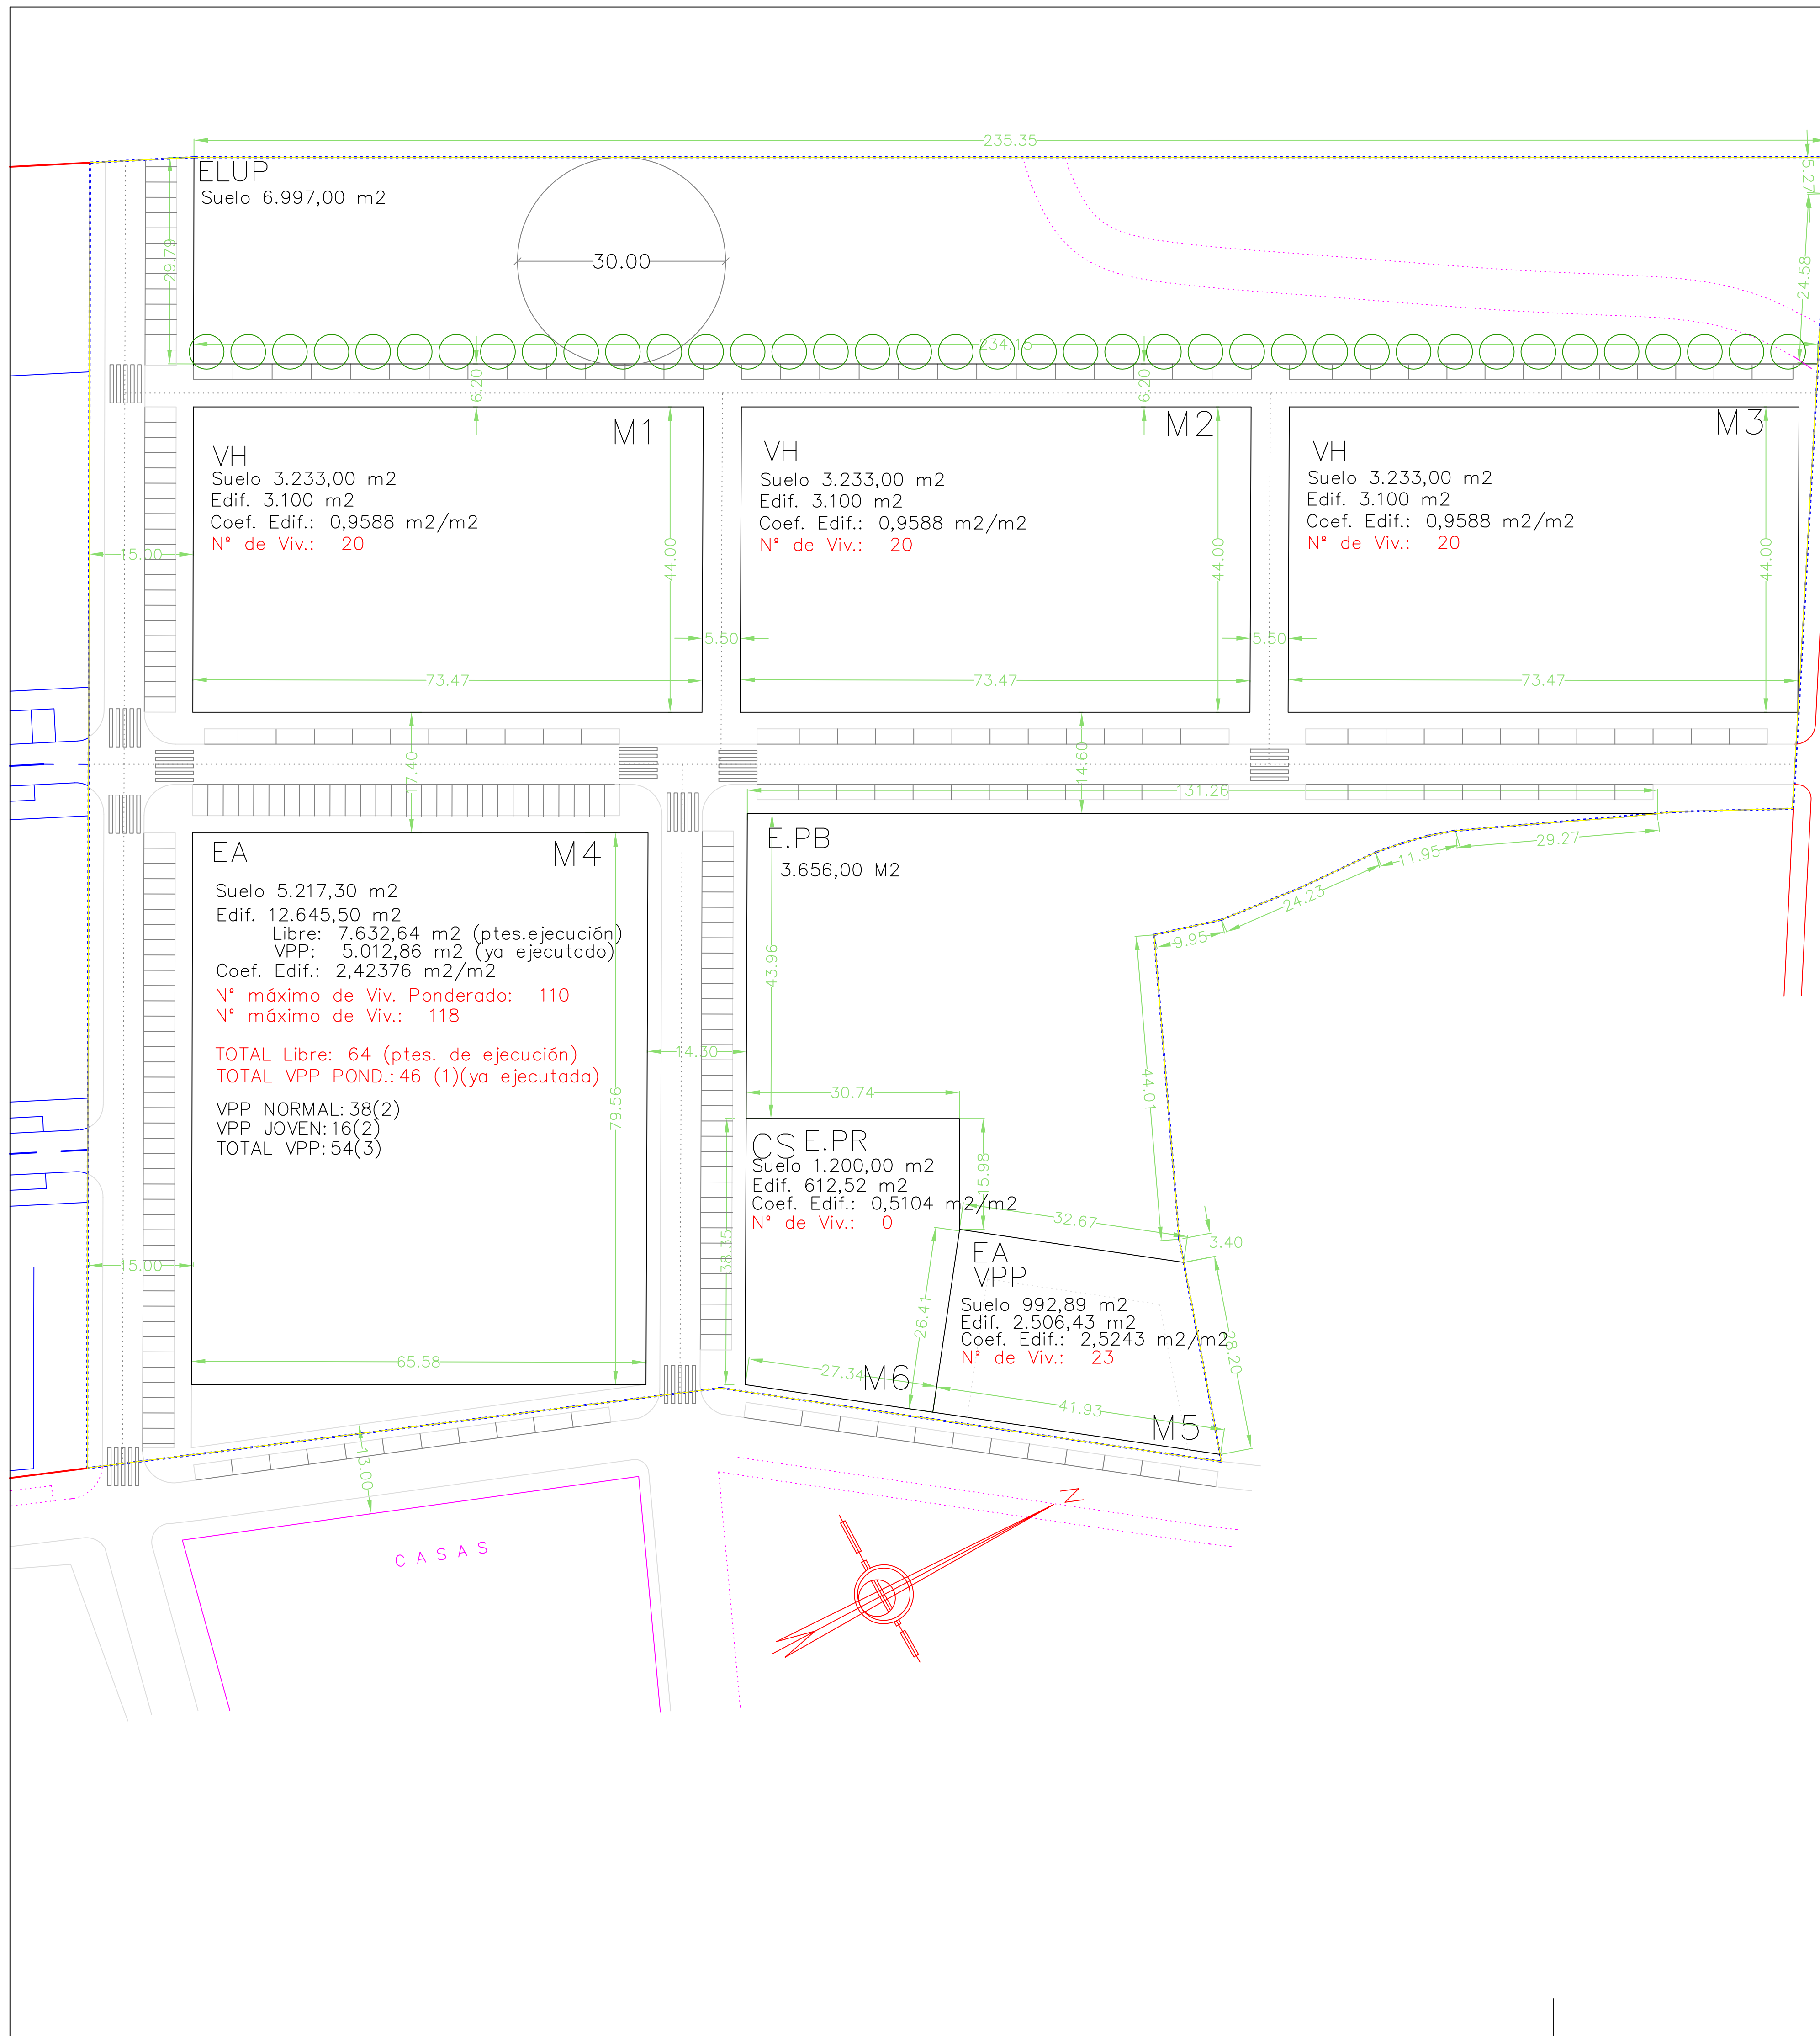 235.35
5.27
ELUP
Suelo 6.997,00 m2
29.79
30.00
24.58
234.15
6.20
6.20
M1
VH
Suelo 3.233,00 m2
Edif. 3.100 m2
Coef. Edif.: 0,9588 m2/m2
Nº de Viv.: 20
15.00
44.00
73.47
5.50
M2
VH
Suelo 3.233,00 m2
Edif. 3.100 m2
Coef. Edif.: 0,9588 m2/m2
Nº de Viv.: 20
44.00
73.47
5.50
M3
VH
Suelo 3.233,00 m2
Edif. 3.100 m2
Coef. Edif.: 0,9588 m2/m2
Nº de Viv.: 20
44.00
73.47
17.40
14.60
131.26
EA
M4
Suelo 5.217,30 m2
Edif. 12.645,50 m2
Libre: 7.632,64 m2 (ptes.ejecución)
VPP: 5.012,86 m2 (ya ejecutado)
Coef. Edif.: 2,42376 m2/m2
Nº máximo de Viv. Ponderado: 110
Nº máximo de Viv.: 118
TOTAL Libre: 64 (ptes. de ejecución)
TOTAL VPP POND.: 46 (1)(ya ejecutada)
VPP NORMAL: 38(2)
VPP JOVEN: 16(2)
TOTAL VPP: 54(3)
79.56
15.00
65.58
14.30
E.PB
3.656,00 M2
43.96
29.27
11.95
24.23
9.95
44.01
30.74
CS E.PR
Suelo 1.200,00 m2
Edif. 612,52 m2
Coef. Edif.: 0,5104 m2/m2
Nº de Viv.: 0
15.98
38.35
32.67
3.40
EA
VPP
Suelo 992,89 m2
Edif. 2.506,43 m2
Coef. Edif.: 2,5243 m2/m2
Nº de Viv.: 23
26.41
28.20
27.34
M6
41.93
M5
13.00
CASAS
N